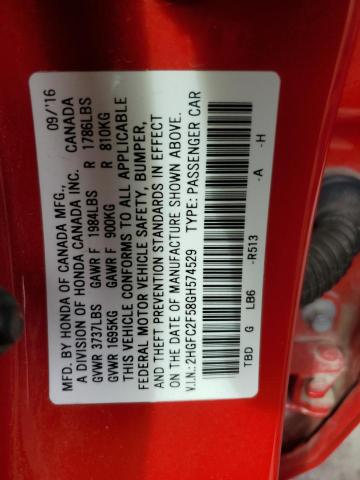 MFD. BY HONDA OF CANADA MFG., 09/'16
A DIVISION OF HONDA CANADA INC. CANADA
GVWR 3737LBS GAWR F 1984LBS R 1786LBS
GVWR 1695KG GAWR F 900KG R 810KG
THIS VEHICLE CONFORMS TO ALL APPLICABLE
FEDERAL MOTOR VEHICLE SAFETY, BUMPER,
AND THEFT PREVENTION STANDARDS IN EFFECT
ON THE DATE OF MANUFACTURE SHOWN ABOVE.
V.I.N.: 2HGFC2F58GH574529 TYPE: PASSENGER CAR
TBD G LB6 -R513 -A -H